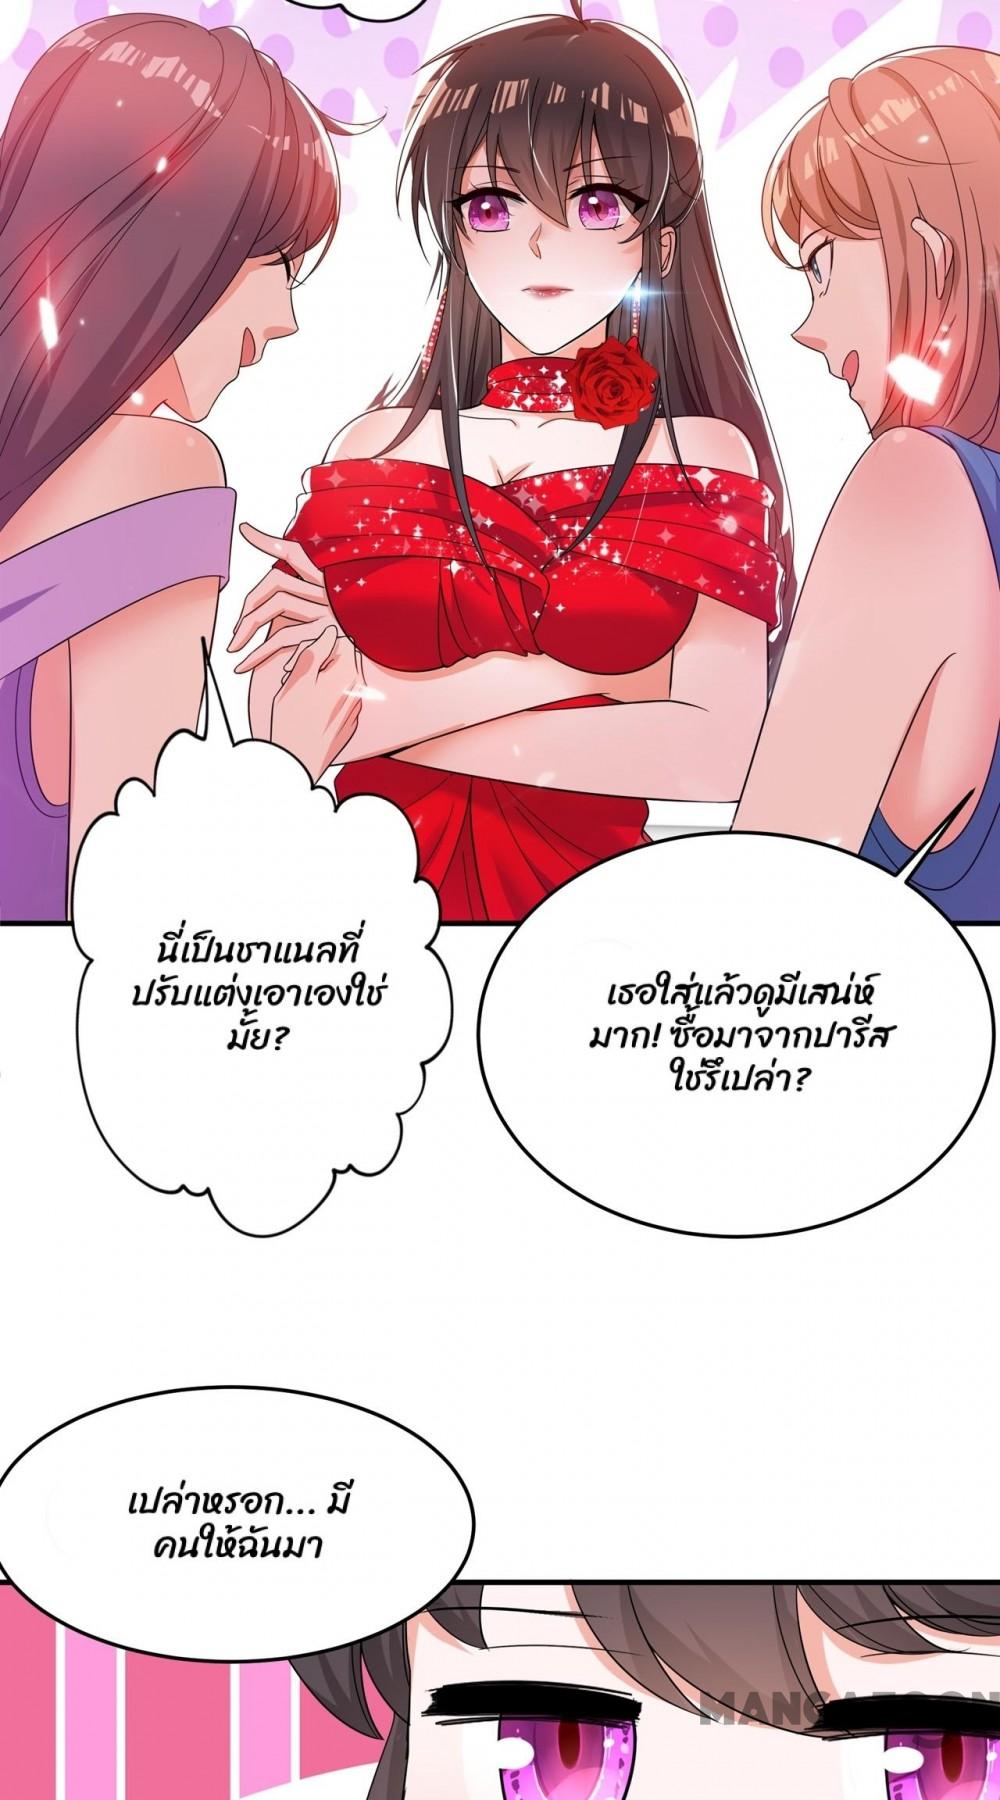 นี่เป็นชาแนลที่
ปรับแต่งเอาเองใช่
มั้ย?
เธอใส่แล้วดูมีเสน่ห์
มาก! ซื้อมาจากปารีส
ใช่รึเปล่า?
เปล่าหรอก... มี
คนให้ฉันมา
MANGATOON